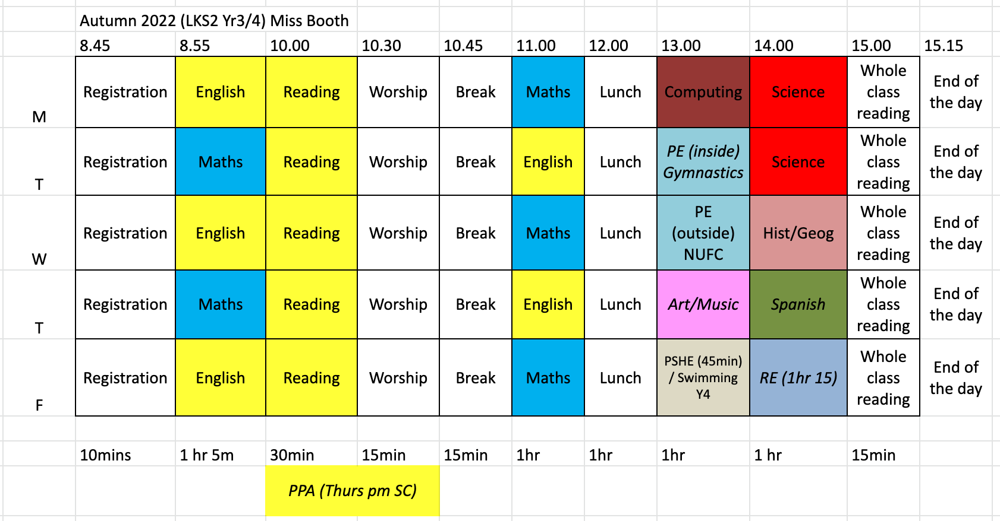 Autumn 2022 (LKS2 Yr3/4) Miss Booth
8.45 8.55 10.00 10.30 10.45 11.00 12.00 13.00 14.00 15.00 15.15
M Registration English Reading Worship Break Maths Lunch Computing Science Whole class reading End of the day
T Registration Maths Reading Worship Break English Lunch PE (inside) Gymnastics Science Whole class reading End of the day
W Registration English Reading Worship Break Maths Lunch PE (outside) NUFC Hist/Geog Whole class reading End of the day
T Registration Maths Reading Worship Break English Lunch Art/Music Spanish Whole class reading End of the day
F Registration English Reading Worship Break Maths Lunch PSHE (45min) / Swimming Y4 RE (1hr 15) Whole class reading End of the day
10mins 1 hr 5m 30min 15min 15min 1hr 1hr 1hr 1 hr 15min
PPA (Thurs pm SC)